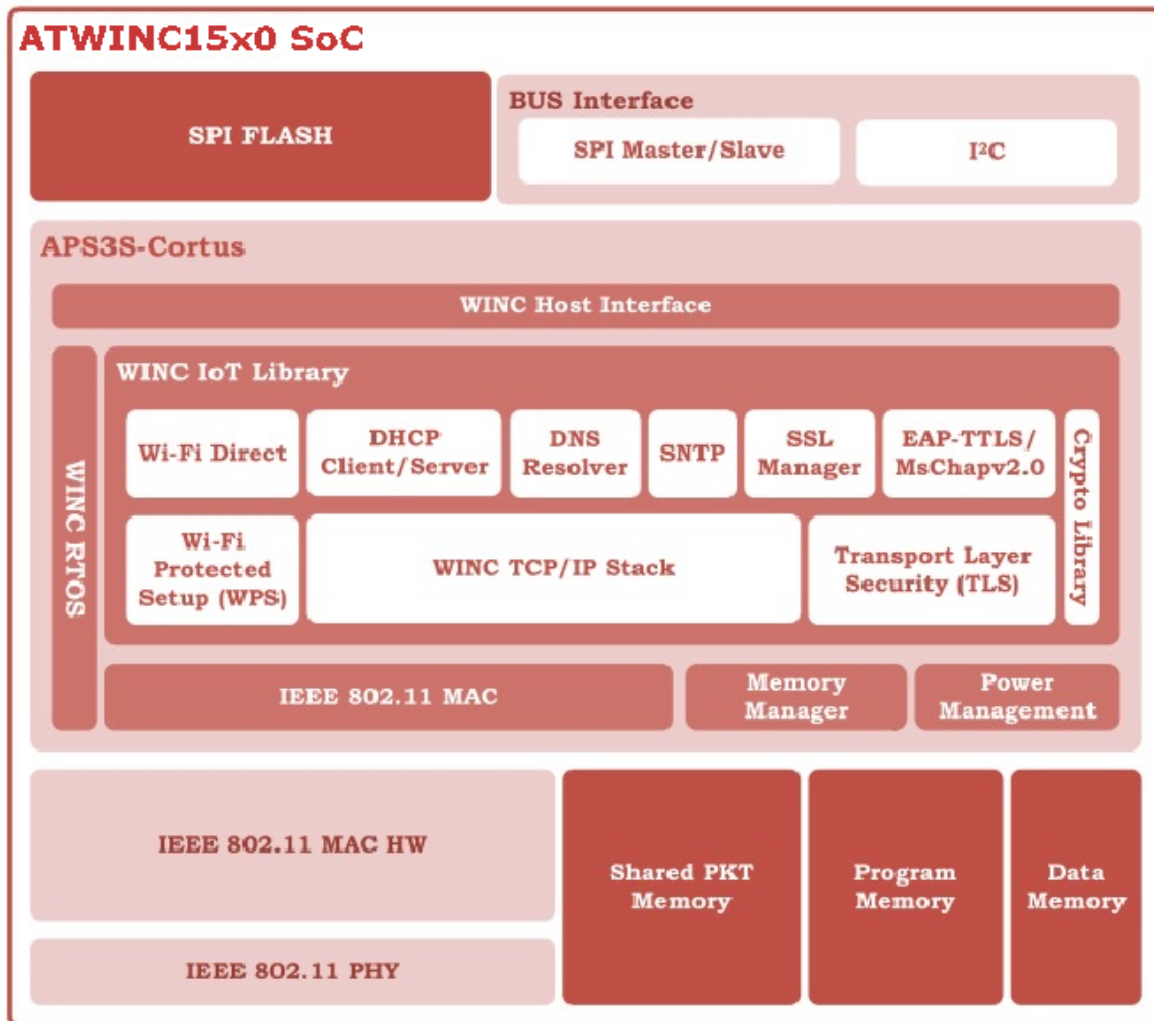 ATWINC15x0 SoC
SPI FLASH
BUS Interface
SPI Master/Slave
I²C
APS3S-Cortus
WINC Host Interface
WINC RTOS
WINC IoT Library
Wi-Fi Direct
DHCP
Client/Server
DNS
Resolver
SNTP
SSL
Manager
EAP-TTLS/
MsChapv2.0
Crypto Library
Wi-Fi
Protected
Setup (WPS)
WINC TCP/IP Stack
Transport Layer
Security (TLS)
IEEE 802.11 MAC
Memory
Manager
Power
Management
IEEE 802.11 MAC HW
Shared PKT
Memory
Program
Memory
Data
Memory
IEEE 802.11 PHY